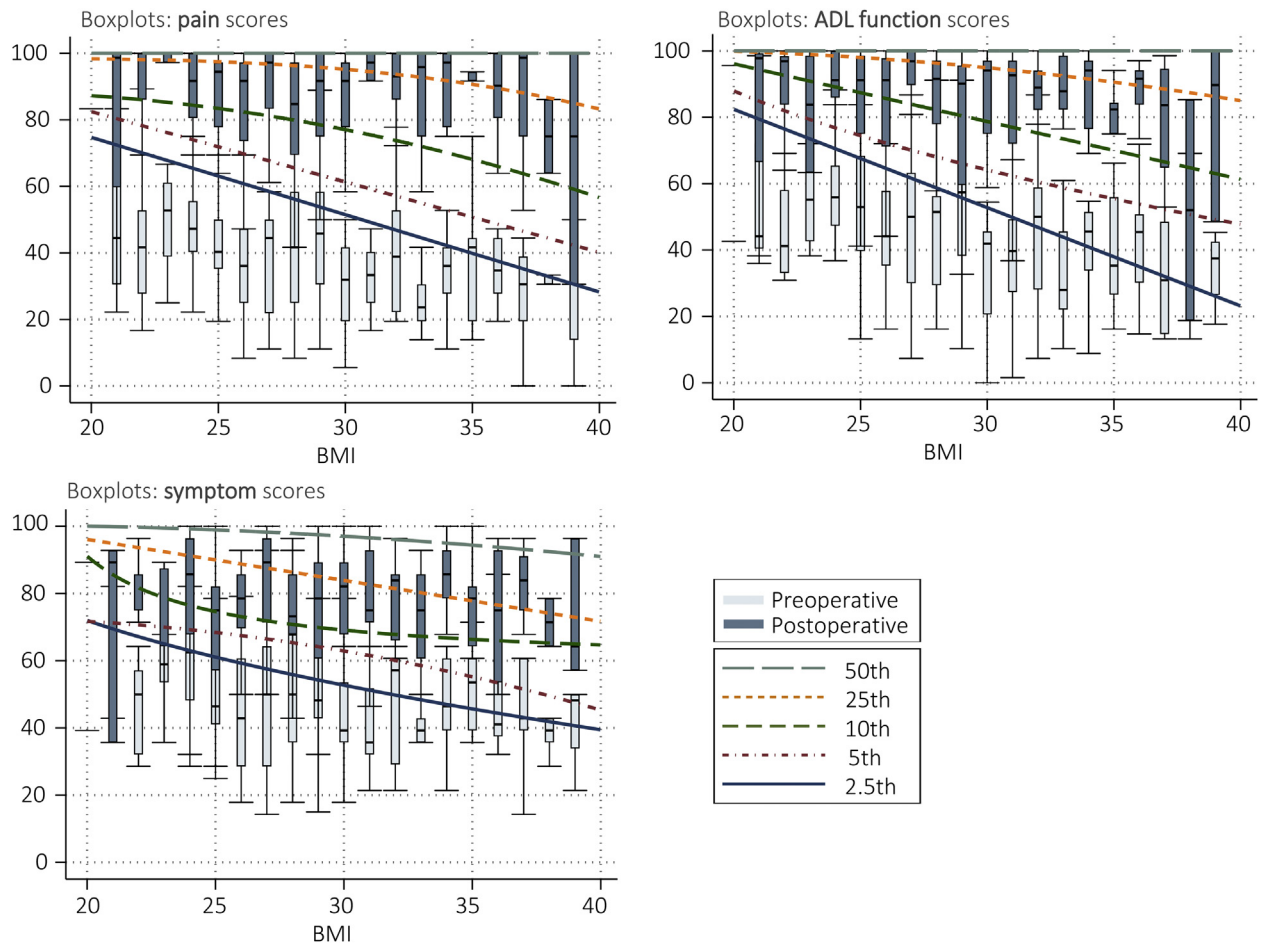 Boxplots: pain scores
100
80
60
40
20
0
20 25 30 35 40
BMI
Boxplots: ADL function scores
100
80
60
40
20
0
20 25 30 35 40
BMI
Boxplots: symptom scores
100
80
60
40
20
0
20 25 30 35 40
BMI
Preoperative
Postoperative
50th
25th
10th
5th
2.5th